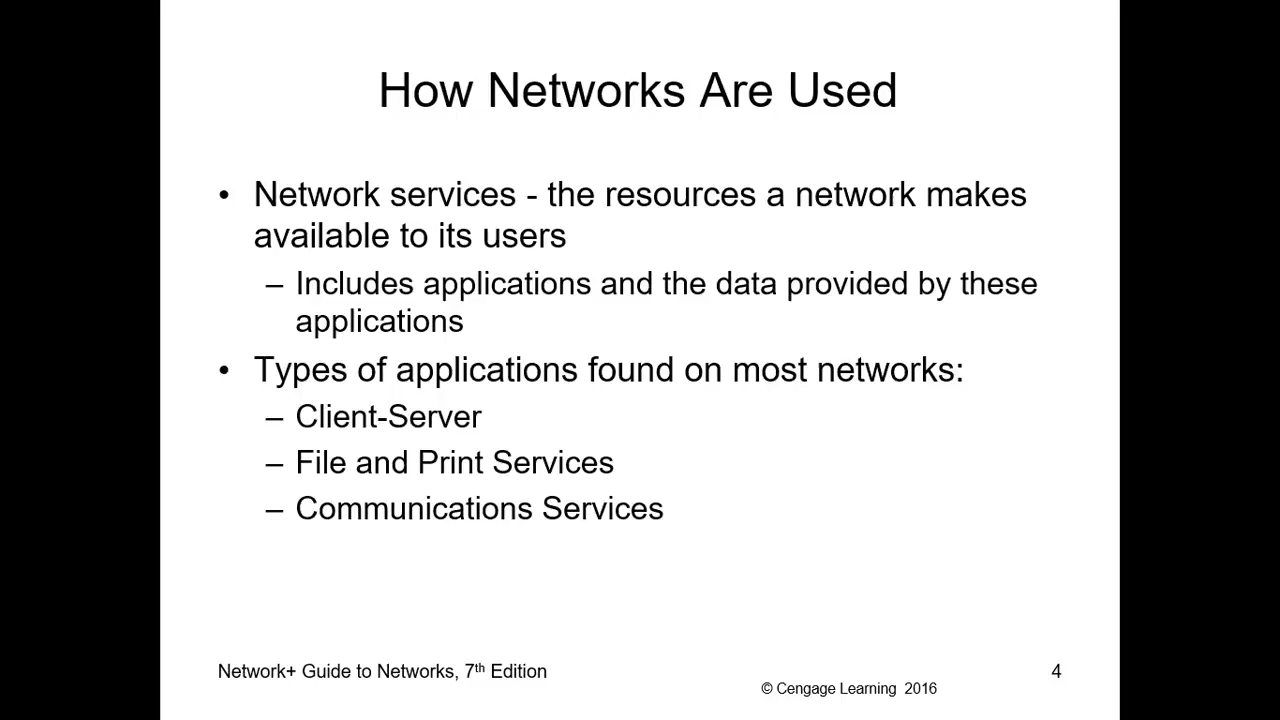 How Networks Are Used
• Network services - the resources a network makes
available to its users
– Includes applications and the data provided by these
applications
• Types of applications found on most networks:
– Client-Server
– File and Print Services
– Communications Services
Network+ Guide to Networks, 7th Edition
4
© Cengage Learning 2016